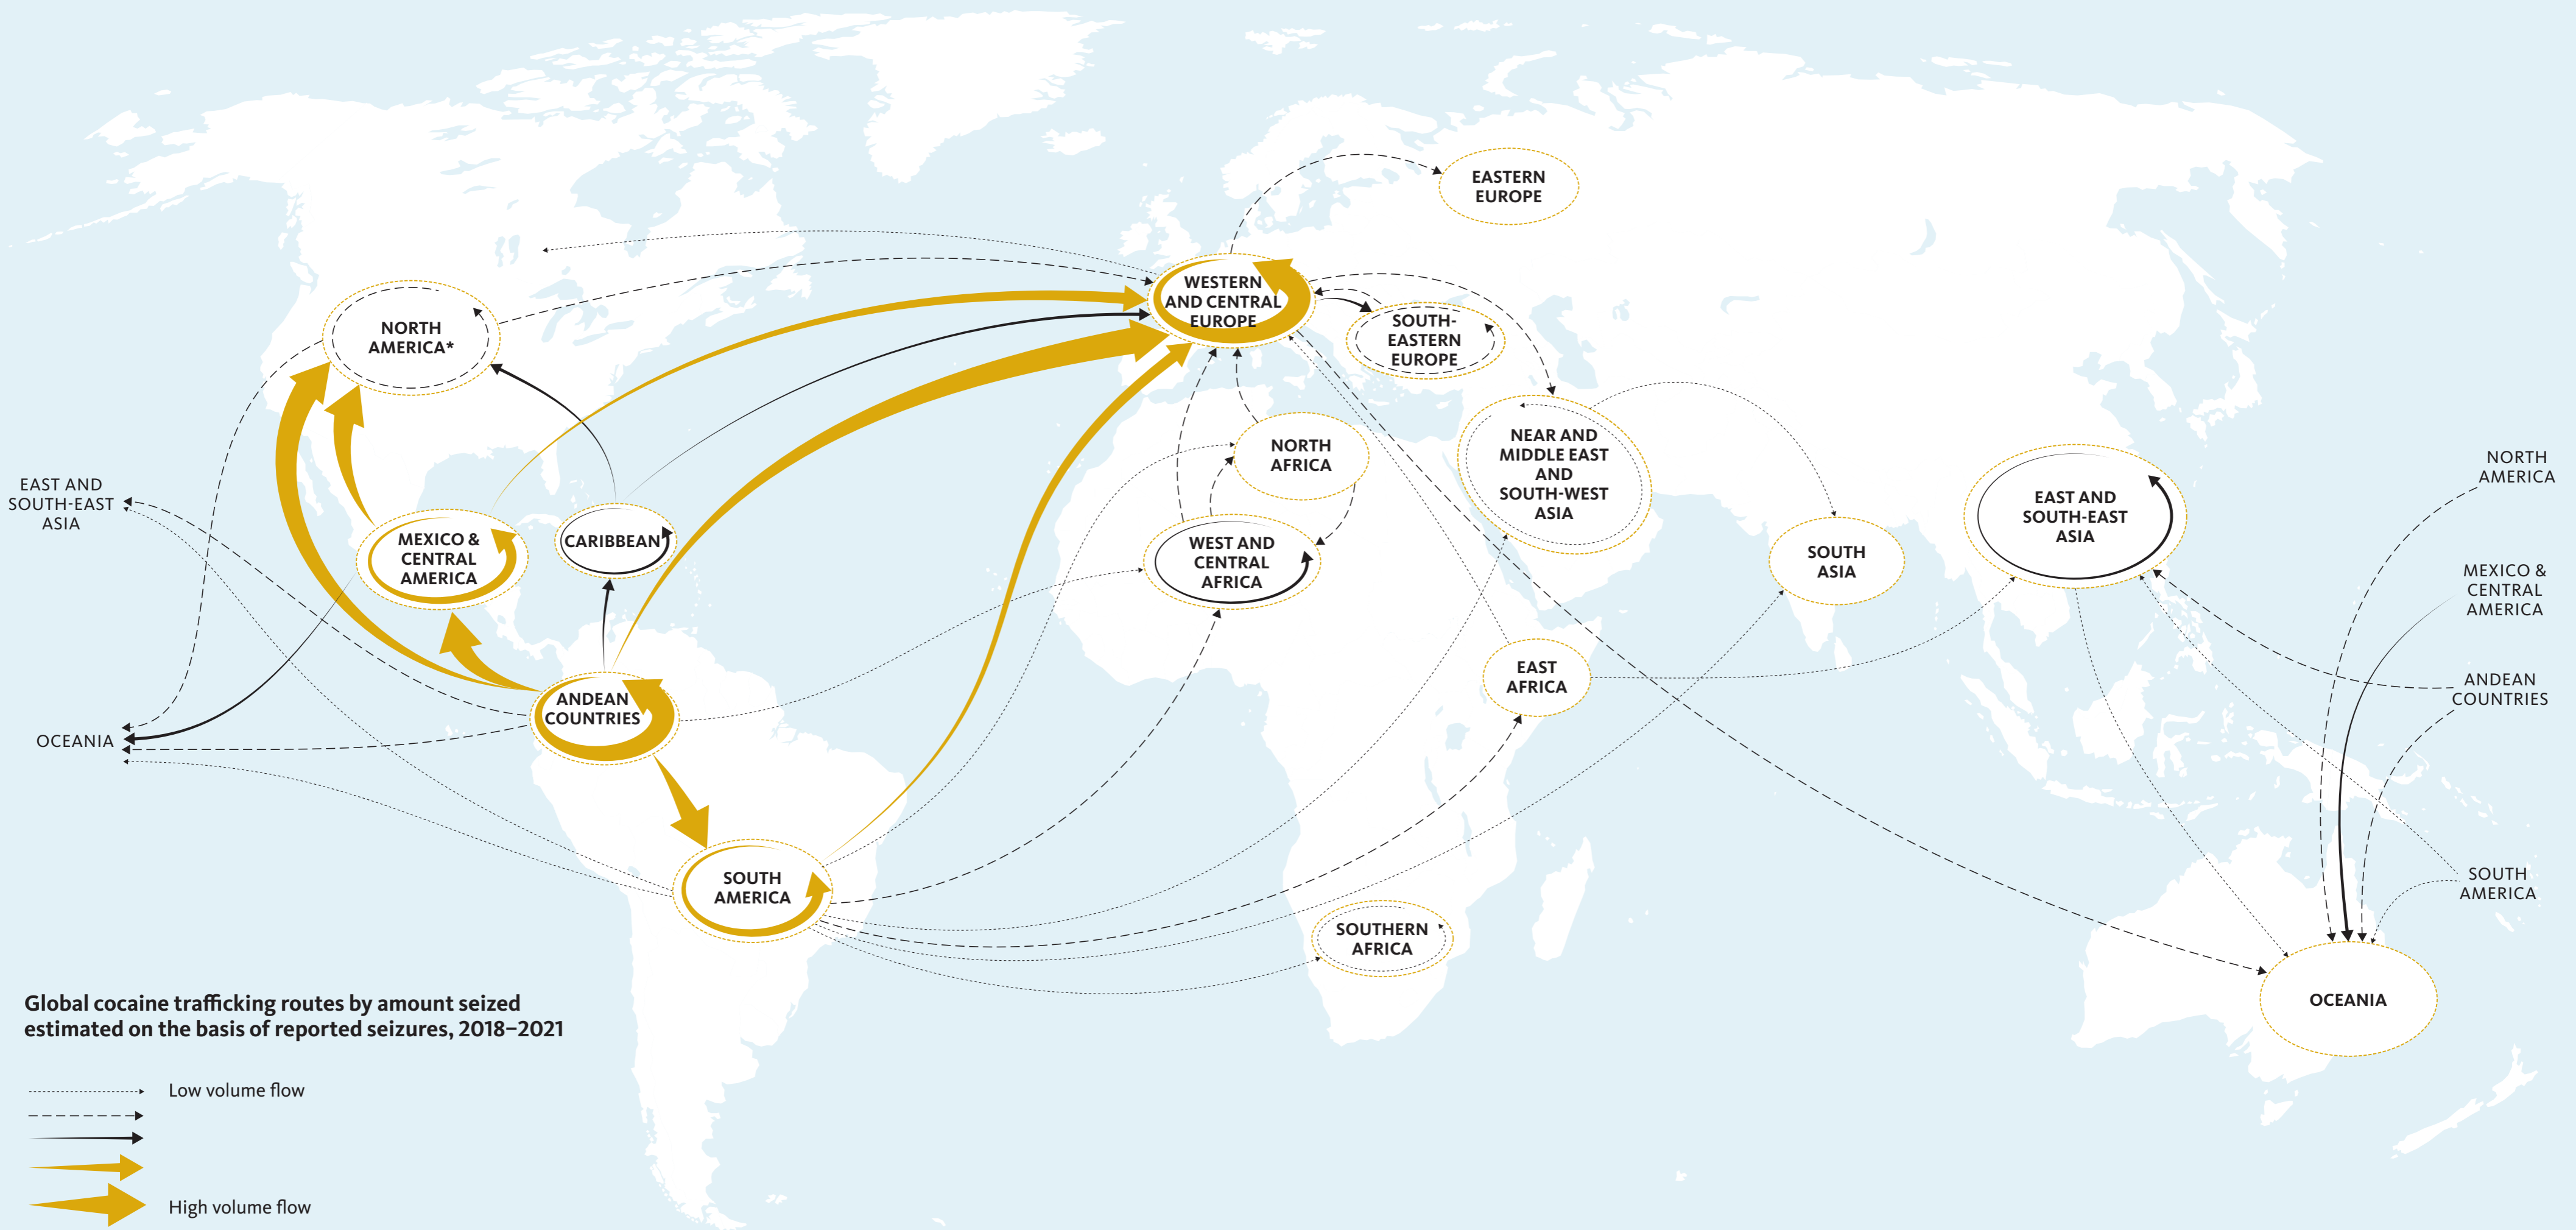 EASTERN
EUROPE
WESTERN
AND CENTRAL
EUROPE
NORTH
AMERICA*
SOUTH-
EASTERN
EUROPE
NORTH
AFRICA
NEAR AND
MIDDLE EAST
AND
SOUTH-WEST
ASIA
EAST AND
SOUTH-EAST
ASIA
NORTH
AMERICA
EAST AND
SOUTH-EAST
ASIA
MEXICO &
CENTRAL
AMERICA
CARIBBEAN
WEST AND
CENTRAL
AFRICA
SOUTH
ASIA
MEXICO &
CENTRAL
AMERICA
ANDEAN
COUNTRIES
EAST
AFRICA
ANDEAN
COUNTRIES
OCEANIA
SOUTH
AMERICA
SOUTHERN
AFRICA
SOUTH
AMERICA
OCEANIA
Global cocaine trafficking routes by amount seized
estimated on the basis of reported seizures, 2018–2021
Low volume flow
High volume flow